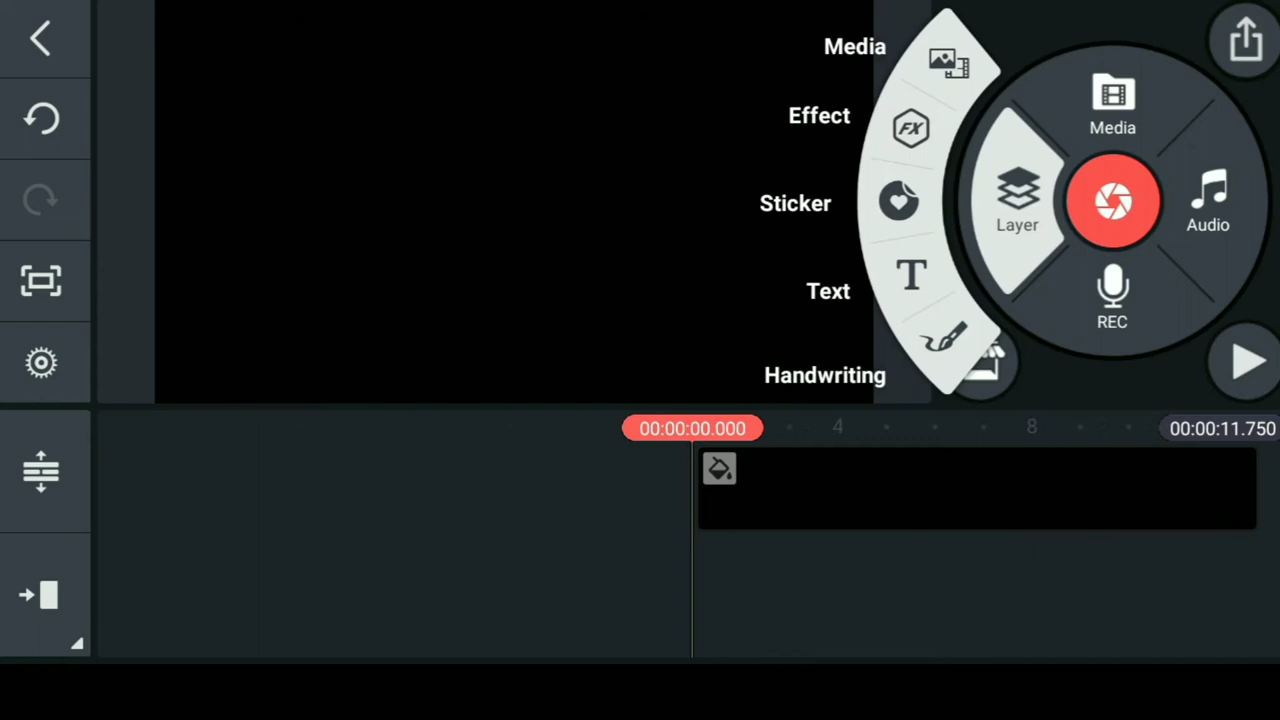 Media
Effect
FX
Sticker
Text
T
Handwriting
Media
Layer
Audio
REC
00:00:00.000
4
8
00:00:11.750